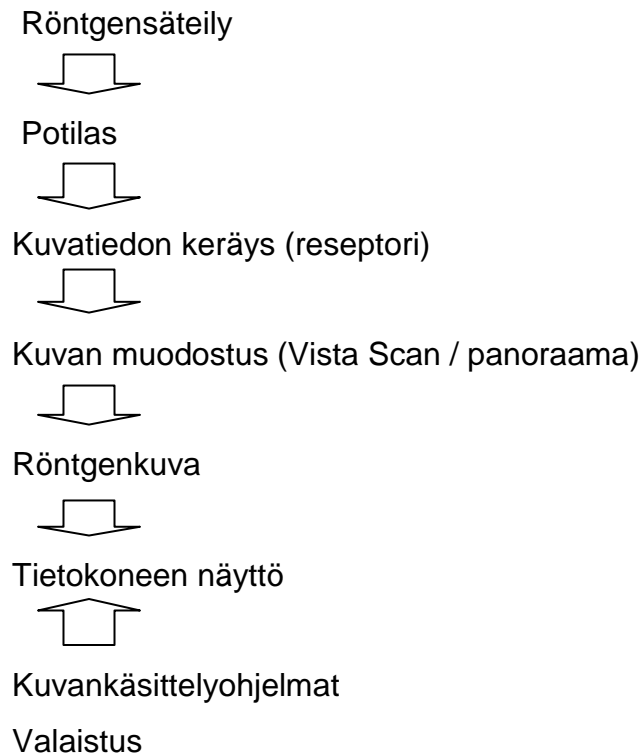 Röntgensäteily
Potilas
Kuvatiedon keräys (reseptori)
Kuvan muodostus (Vista Scan / panoraama)
Röntgenkuva
Tietokoneen näyttö
Kuvankäsittelyohjelmat
Valaistus